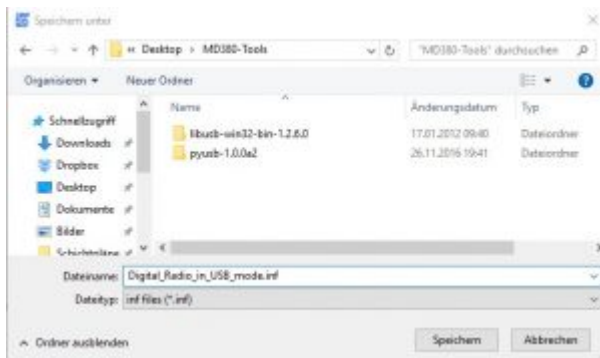 Speichern unter
« Desktop › MD380-Tools
"MD380-Tools" durchsuchen
Organisieren
Neuer Ordner
Name
Änderungsdatum
Typ
Schnellzugriff
libusb-win32-bin-1.2.6.0
17.01.2012 09:40
Dateiordner
Downloads
pyusb-1.0.0a2
26.11.2016 19:41
Dateiordner
Dropbox
Desktop
Dokumente
Bilder
Schichtpläne
Dateiname: Digital_Radio_in_USB_mode.inf
Dateityp: inf files (*.inf)
Ordner ausblenden
Speichern
Abbrechen